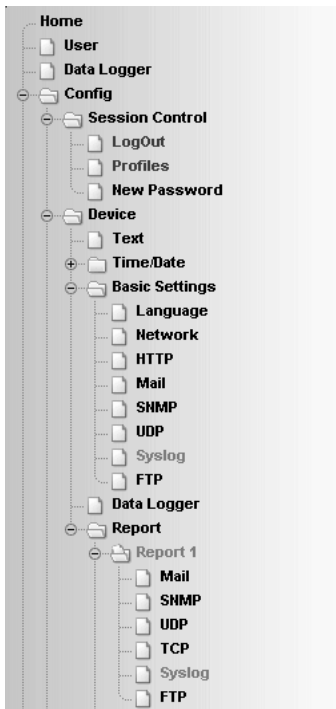 Home
User
Data Logger
Config
Session Control
LogOut
Profiles
New Password
Device
Text
Time/Date
Basic Settings
Language
Network
HTTP
Mail
SNMP
UDP
Syslog
FTP
Data Logger
Report
Report 1
Mail
SNMP
UDP
TCP
Syslog
FTP